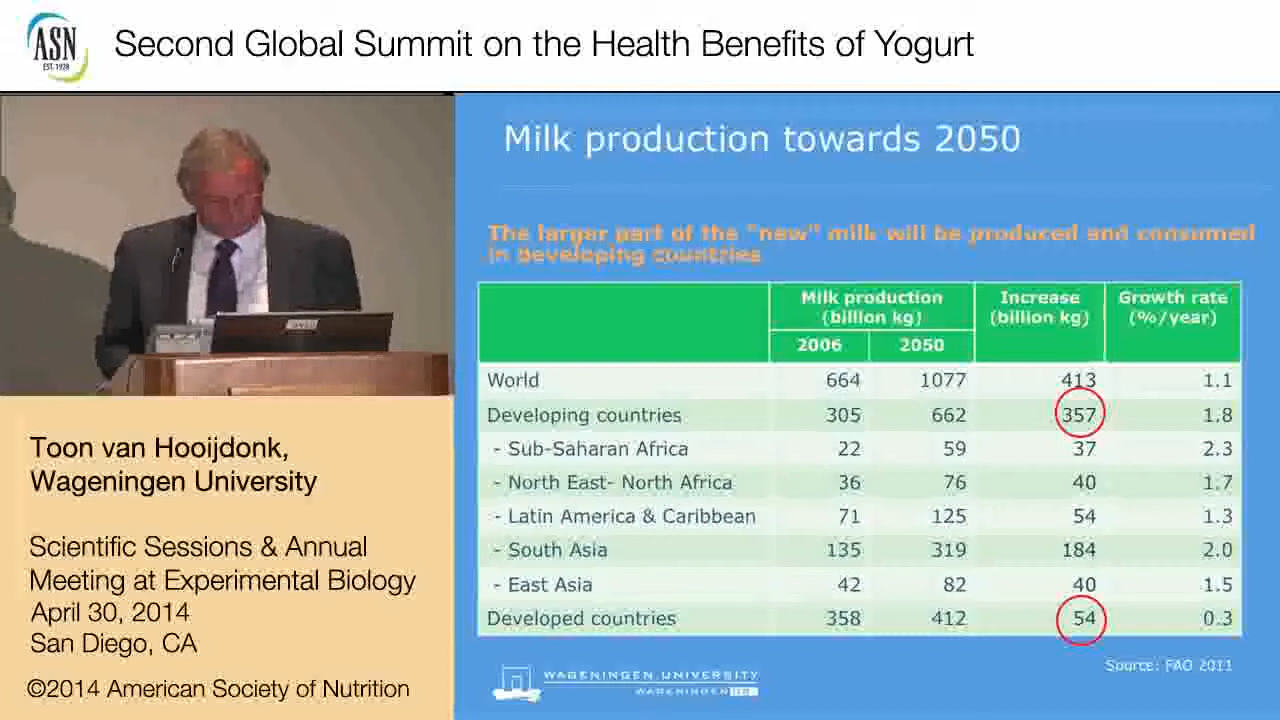 ASN
EST. 1928
Second Global Summit on the Health Benefits of Yogurt
Milk production towards 2050
The larger part of the "new" milk will be produced and consumed
in developing countries
Milk production (billion kg) Increase (billion kg) Growth rate (%/year)
2006 2050
World 664 1077 413 1.1
Developing countries 305 662 357 1.8
- Sub-Saharan Africa 22 59 37 2.3
- North East- North Africa 36 76 40 1.7
- Latin America & Caribbean 71 125 54 1.3
- South Asia 135 319 184 2.0
- East Asia 42 82 40 1.5
Developed countries 358 412 54 0.3
Source: FAO 2011
WAGENINGEN UNIVERSITY
WAGENINGEN UR
Toon van Hooijdonk,
Wageningen University
Scientific Sessions & Annual
Meeting at Experimental Biology
April 30, 2014
San Diego, CA
©2014 American Society of Nutrition